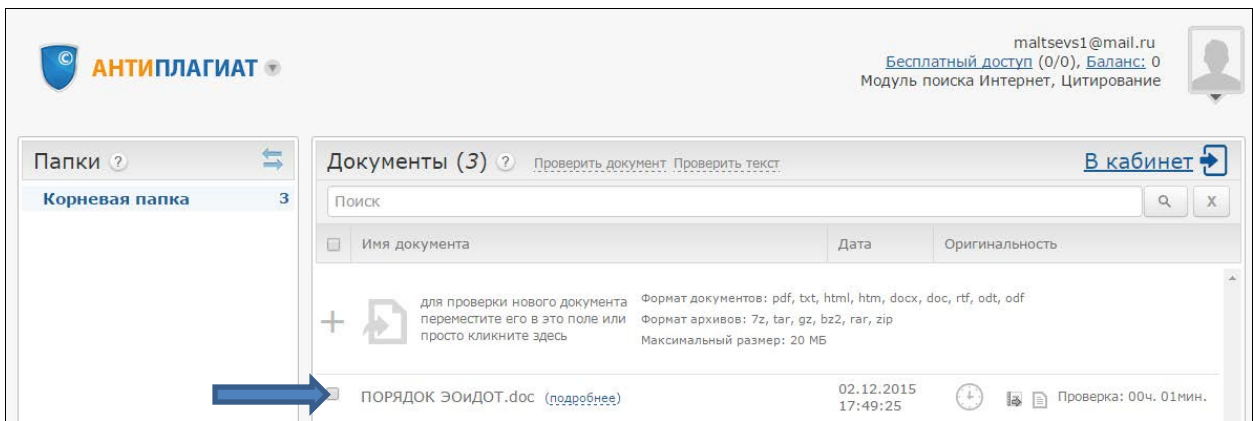 maltsevs1@mail.ru
© АНТИПЛАГИАТ
Бесплатный доступ (0/0), Баланс: 0
Модуль поиска Интернет, Цитирование
Папки ?
Корневая папка 3
Документы (3) ? Проверить документ Проверить текст
В кабинет
Поиск
X
Имя документа Дата Оригинальность
для проверки нового документа
переместите его в это поле или
просто кликните здесь
Формат документов: pdf, txt, html, htm, docx, doc, rtf, odt, odf
Формат архивов: 7z, tar, gz, bz2, rar, zip
Максимальный размер: 20 МБ
ПОРЯДОК ЭОиДОТ.doc (подробнее)
02.12.2015
17:49:25
Проверка: 00ч. 01мин.